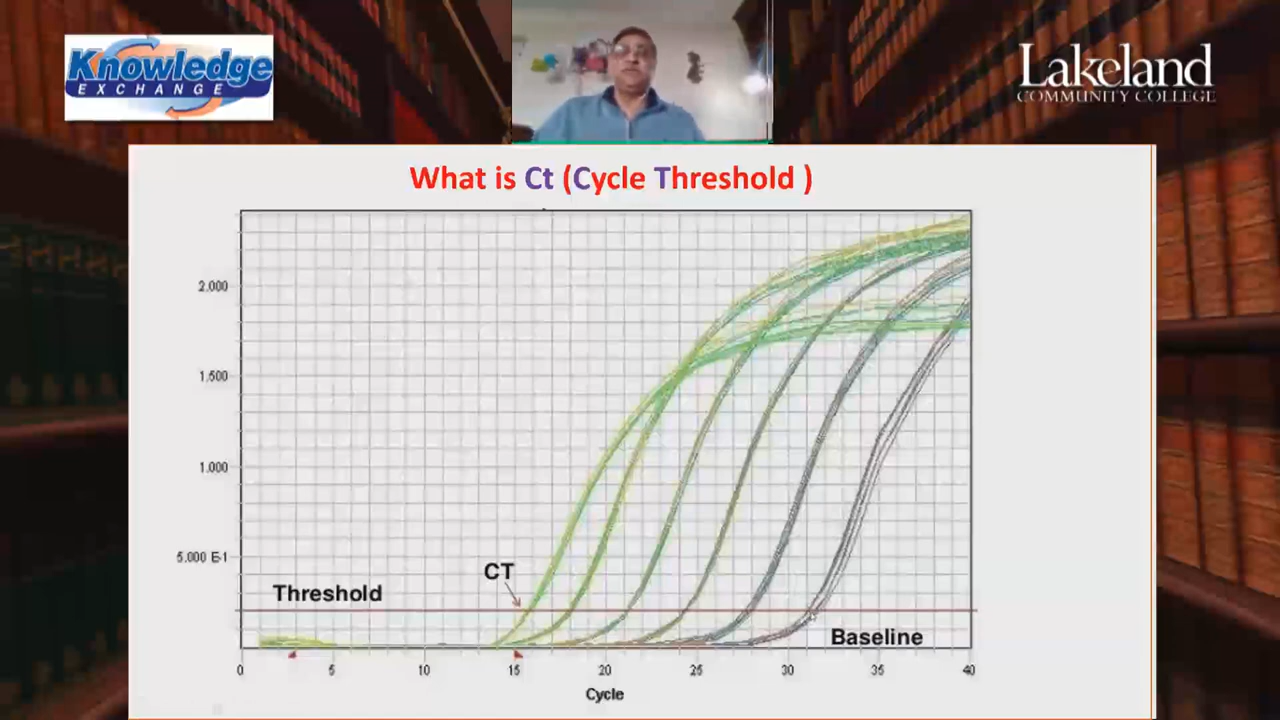 Knowledge
EXCHANGE
Lakeland
COMMUNITY COLLEGE
What is Ct (Cycle Threshold )
2.000
1.500
1.000
5.000 E-1
CT
Threshold
Baseline
0 5 10 15 20 25 30 35 40
Cycle